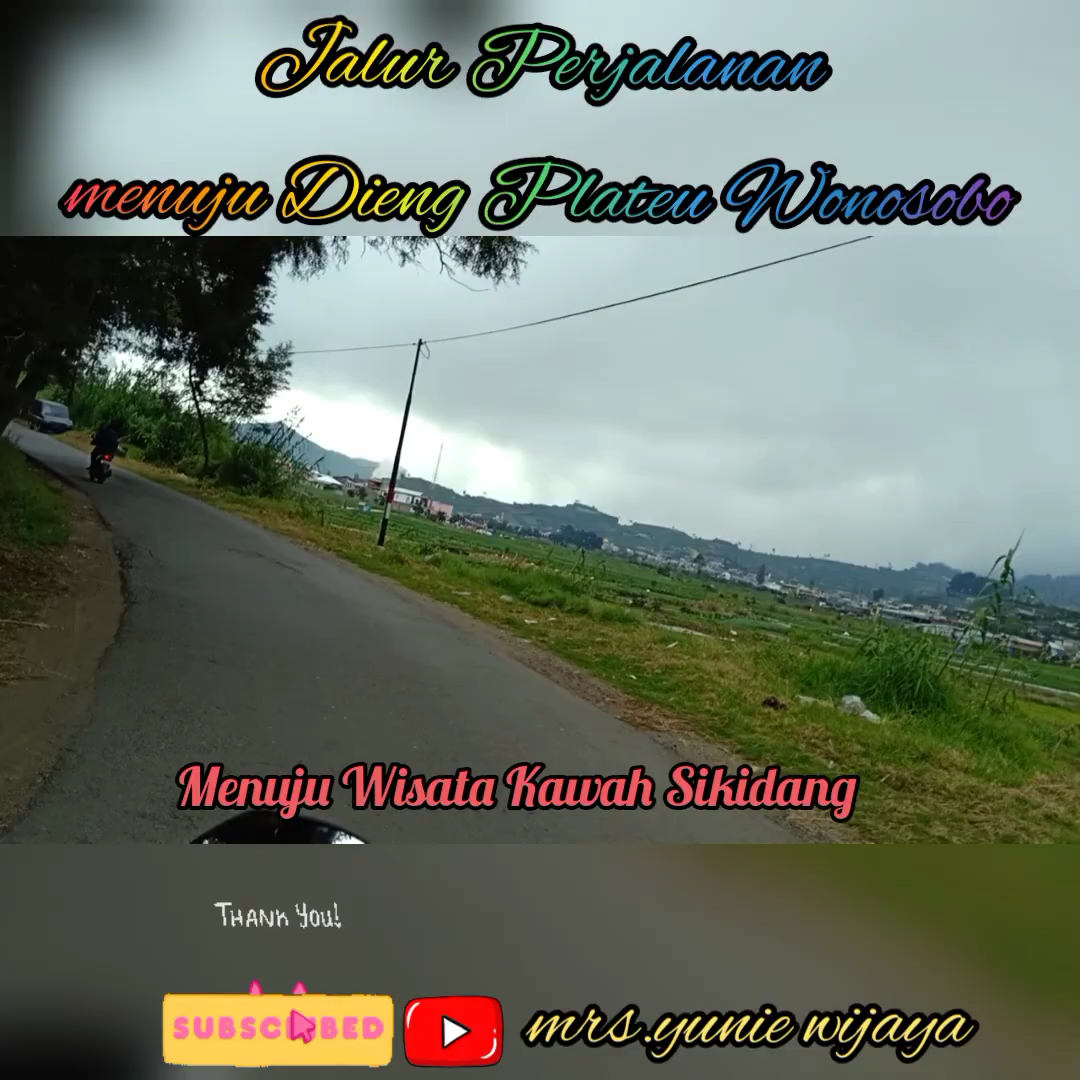 Jalur Perjalanan
menuju Dieng Plateu Wonosobo
Menuju Wisata Kawah Sikidang
THANK YOU!
SUBSCRIBED
mrs.yunie wijaya